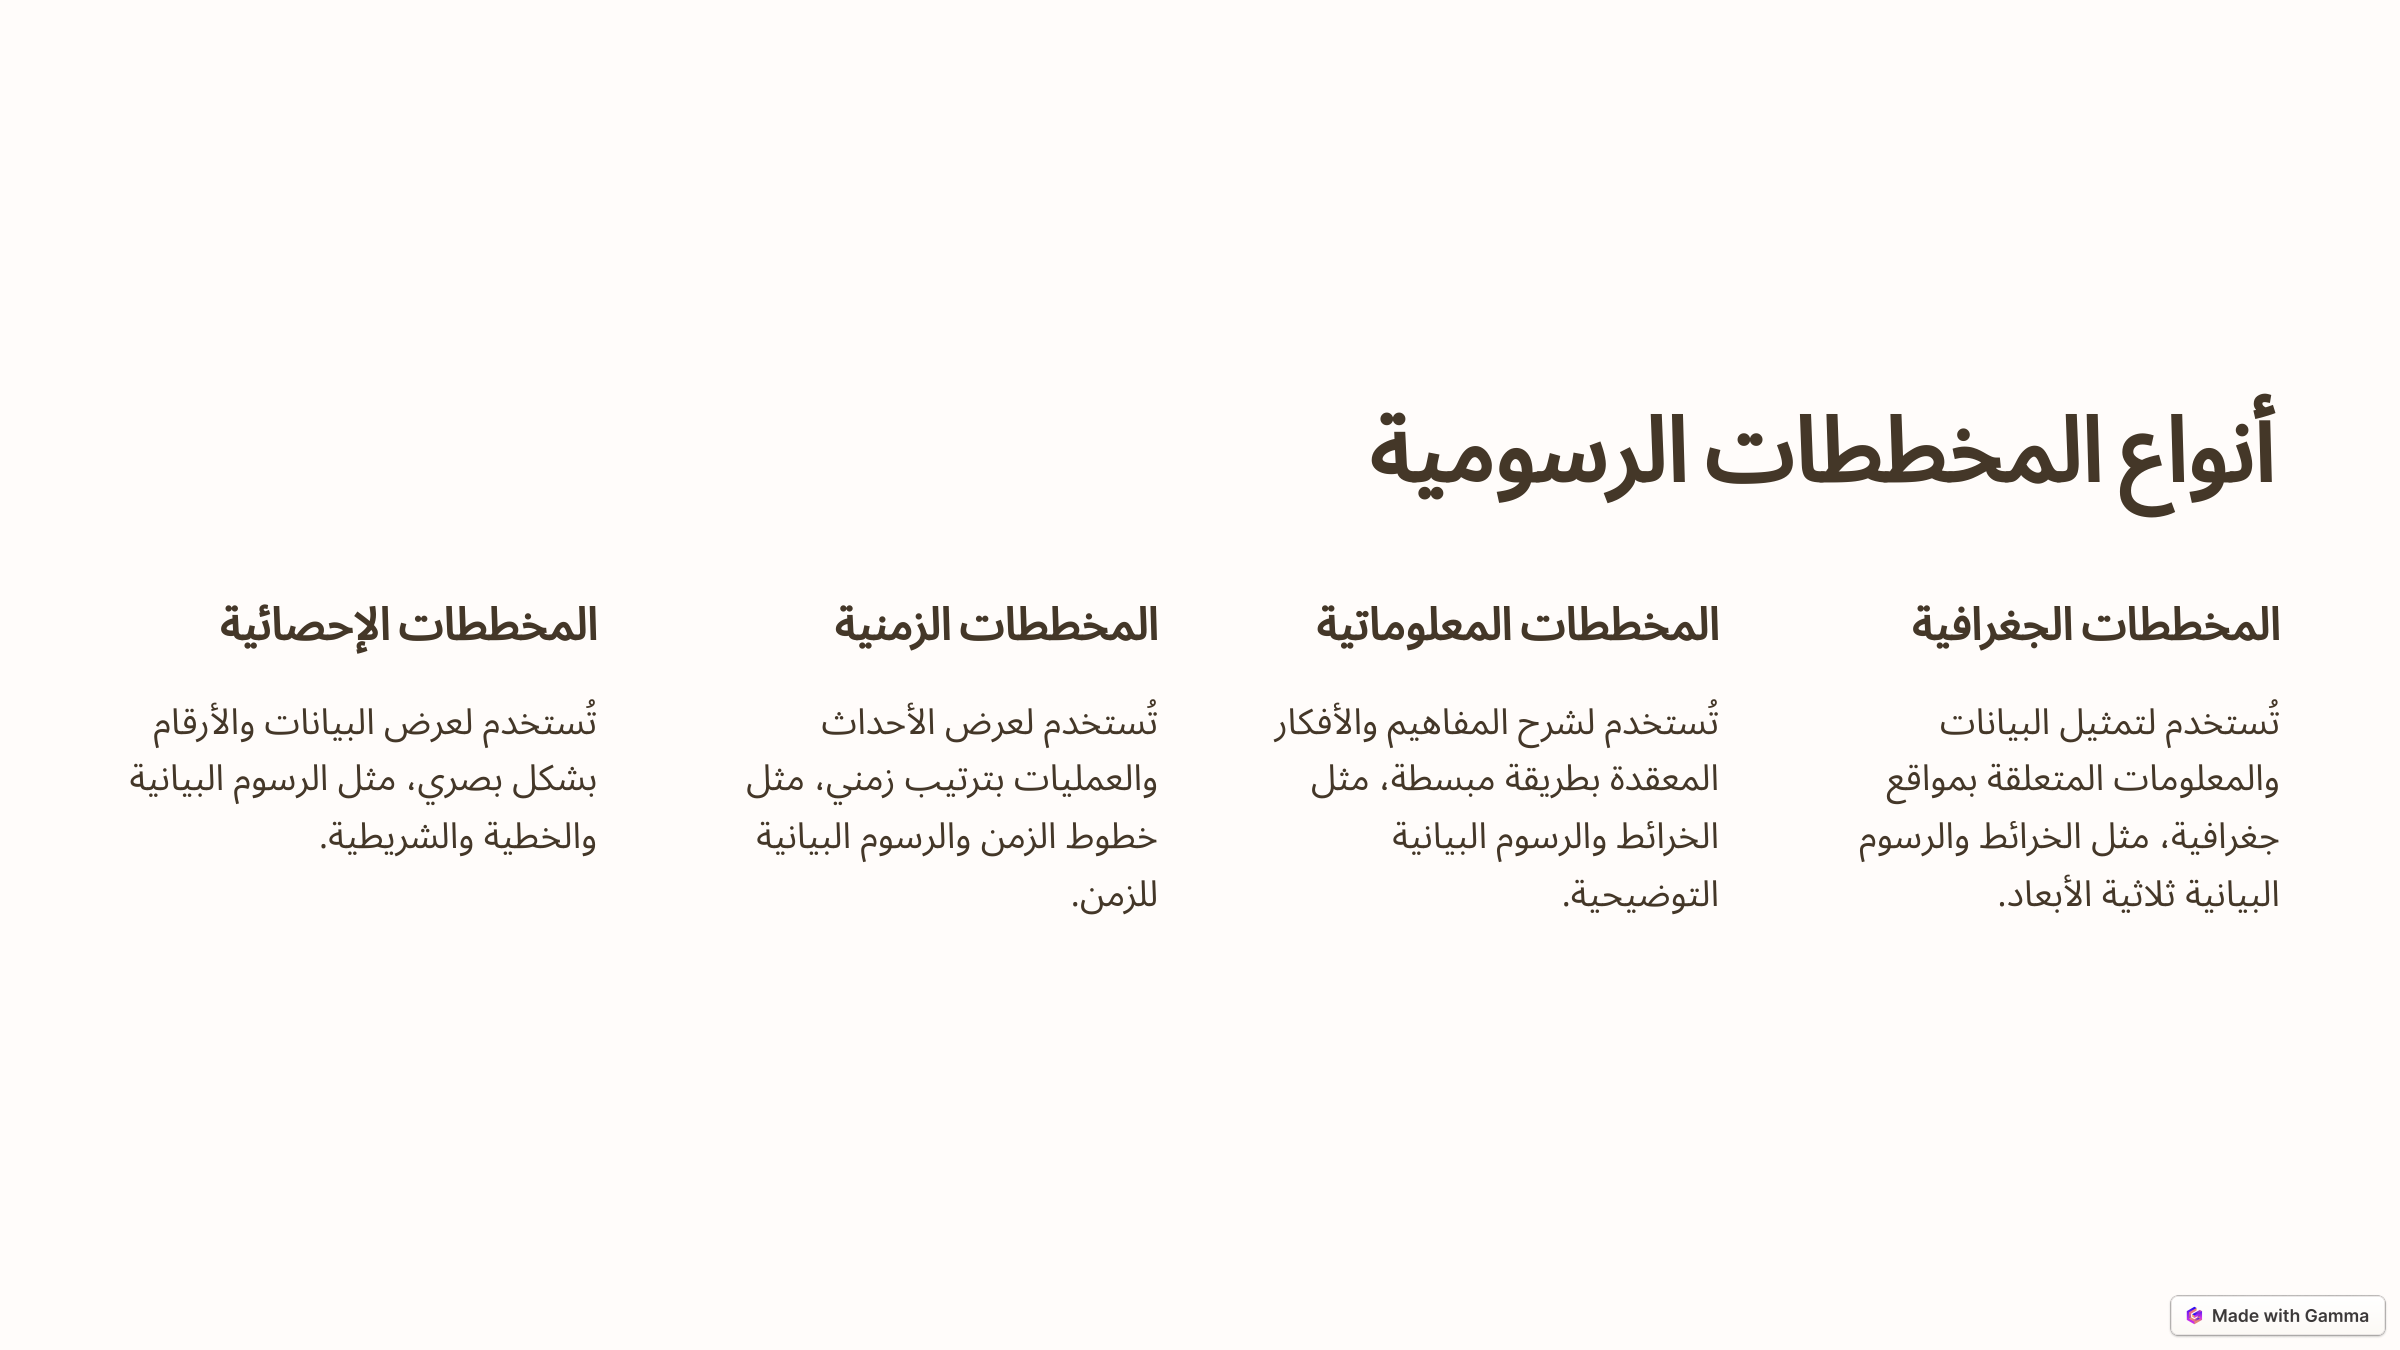 أنواع المخططات الرسومية
المخططات الجغرافية
تُستخدم لتمثيل البيانات
والمعلومات المتعلقة بمواقع
جغرافية، مثل الخرائط والرسوم
البيانية ثلاثية الأبعاد.
المخططات المعلوماتية
تُستخدم لشرح المفاهيم والأفكار
المعقدة بطريقة مبسطة، مثل
الخرائط والرسوم البيانية
التوضيحية.
المخططات الزمنية
تُستخدم لعرض الأحداث
والعمليات بترتيب زمني، مثل
خطوط الزمن والرسوم البيانية
للزمن.
المخططات الإحصائية
تُستخدم لعرض البيانات والأرقام
بشكل بصري، مثل الرسوم البيانية
والخطية والشريطية.
Made with Gamma